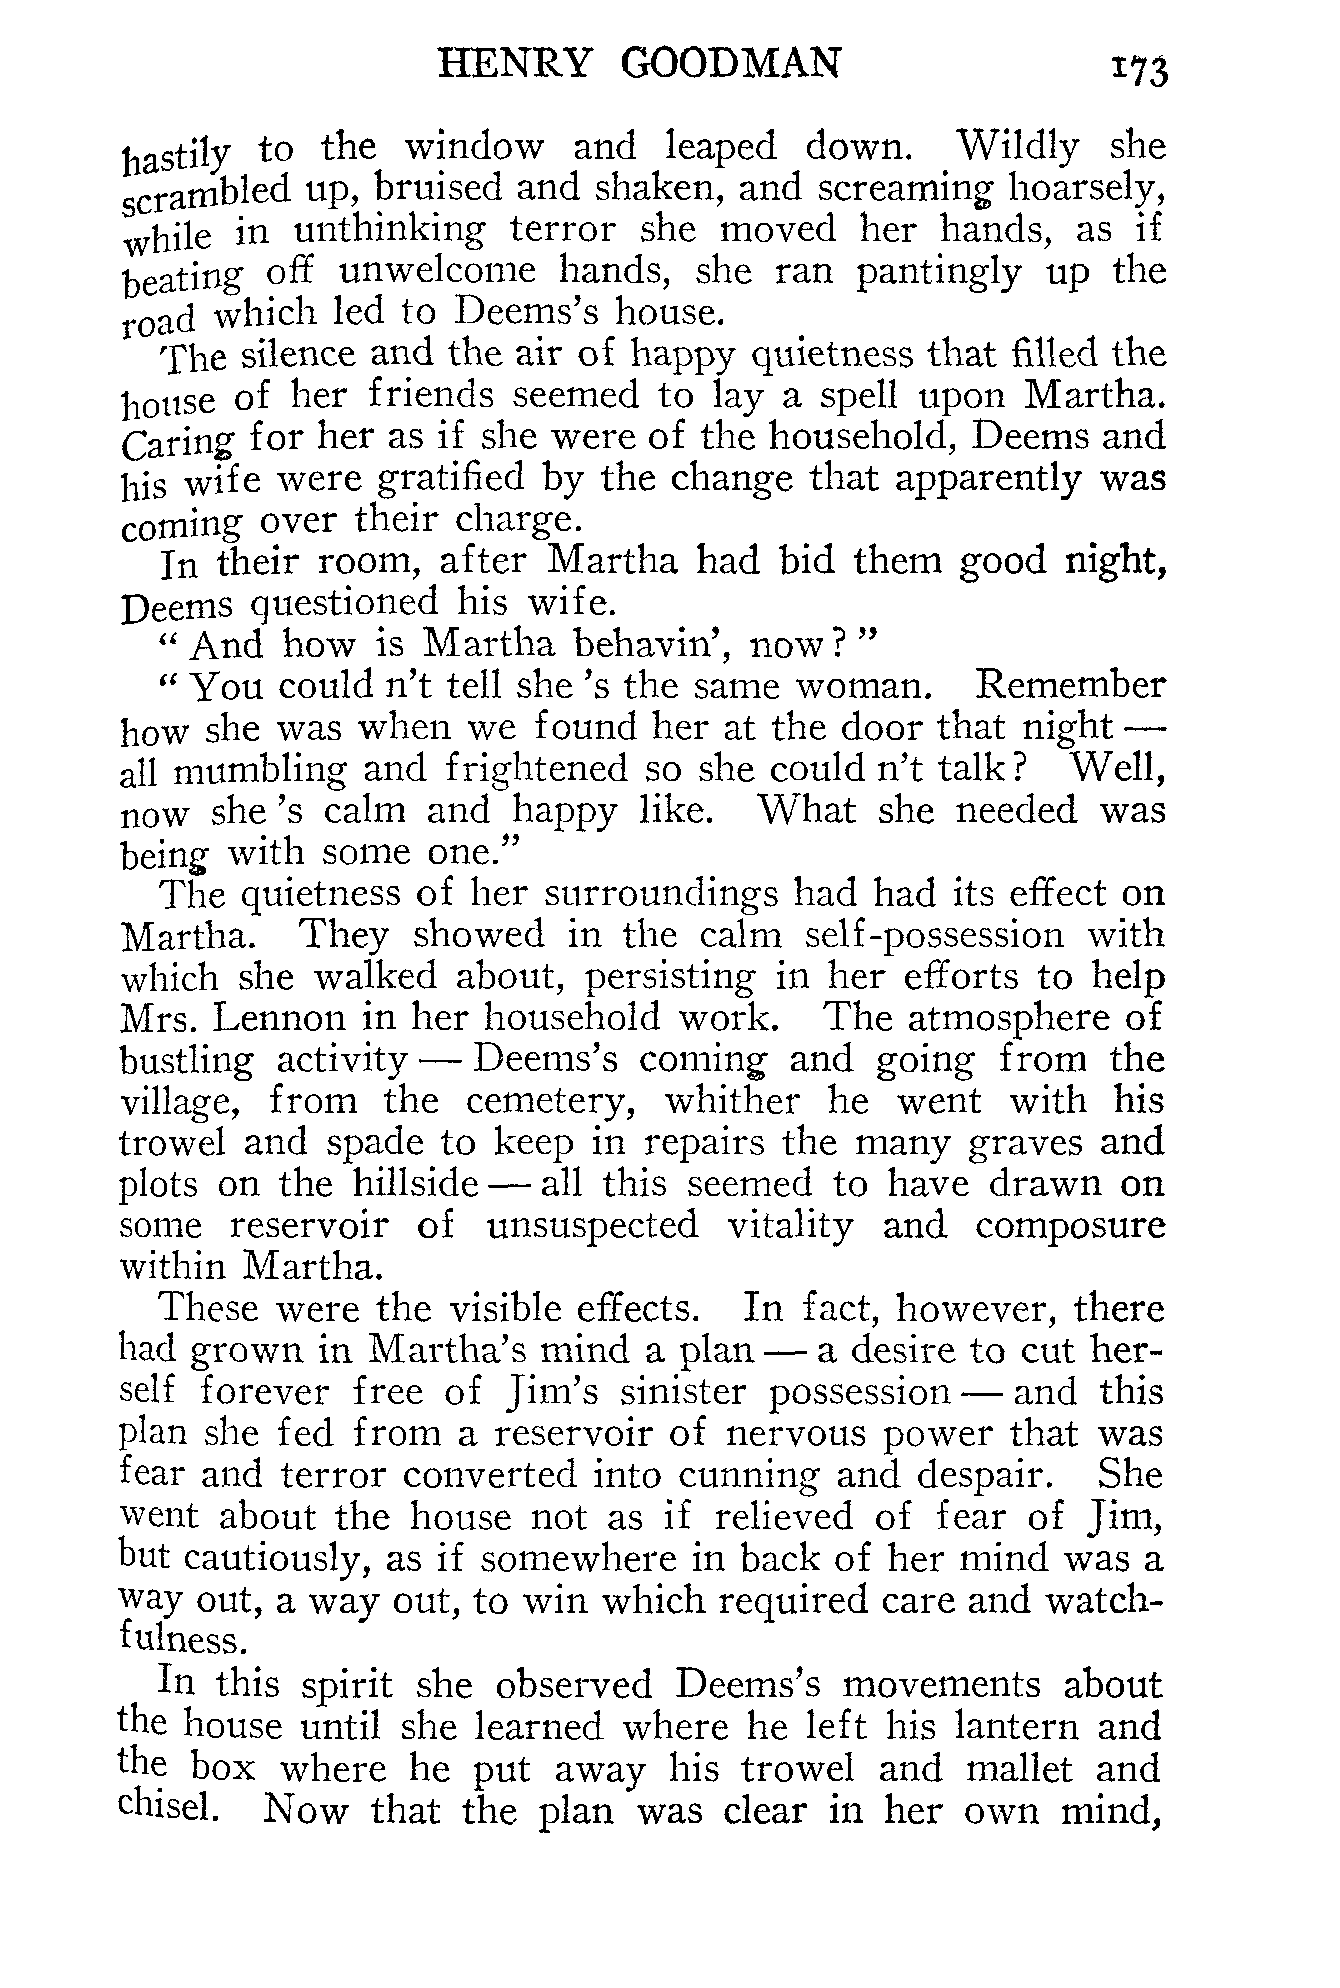 HENRY GOODMAN 173
hastily to the window and leaped down. Wildly she
scrambled up, bruised and shaken, and screaming hoarsely,
while in unthinking terror she moved her hands, as if
beating off unwelcome hands, she ran pantingly up the
road which led to Deems's house.
The silence and the air of happy quietness that filled the
house of her friends seemed to lay a spell upon Martha.
Caring for her as if she were of the household, Deems and
his wife were gratified by the change that apparently was
coming over their charge.
In their room, after Martha had bid them good night,
Deems questioned his wife.
“ And how is Martha behavin’, now ? ”
“ You could n’t tell she ’s the same woman. Remember
how she was when we found her at the door that night —
all mumbling and frightened so she could n’t talk ? Well,
now she ’s calm and happy like. What she needed was
being with some one.”
The quietness of her surroundings had had its effect on
Martha. They showed in the calm self-possession with
which she walked about, persisting in her efforts to help
Mrs. Lennon in her household work. The atmosphere of
bustling activity — Deems's coming and going from the
village, from the cemetery, whither he went with his
trowel and spade to keep in repairs the many graves and
plots on the hillside — all this seemed to have drawn on
some reservoir of unsuspected vitality and composure
within Martha.
These were the visible effects. In fact, however, there
had grown in Martha's mind a plan — a desire to cut her-
self forever free of Jim's sinister possession — and this
plan she fed from a reservoir of nervous power that was
fear and terror converted into cunning and despair. She
went about the house not as if relieved of fear of Jim,
but cautiously, as if somewhere in back of her mind was a
way out, a way out, to win which required care and watch-
fulness.
In this spirit she observed Deems's movements about
the house until she learned where he left his lantern and
the box where he put away his trowel and mallet and
chisel. Now that the plan was clear in her own mind,